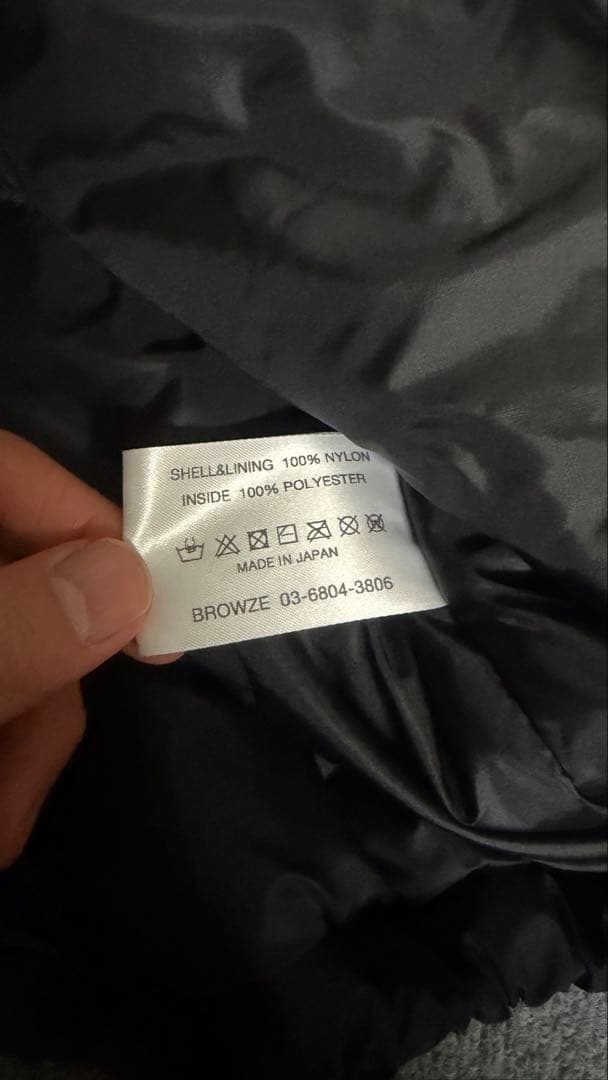 SHELL&LINING 100% NYLON
INSIDE 100% POLYESTER
MADE IN JAPAN
BROWZE 03-6804-3806